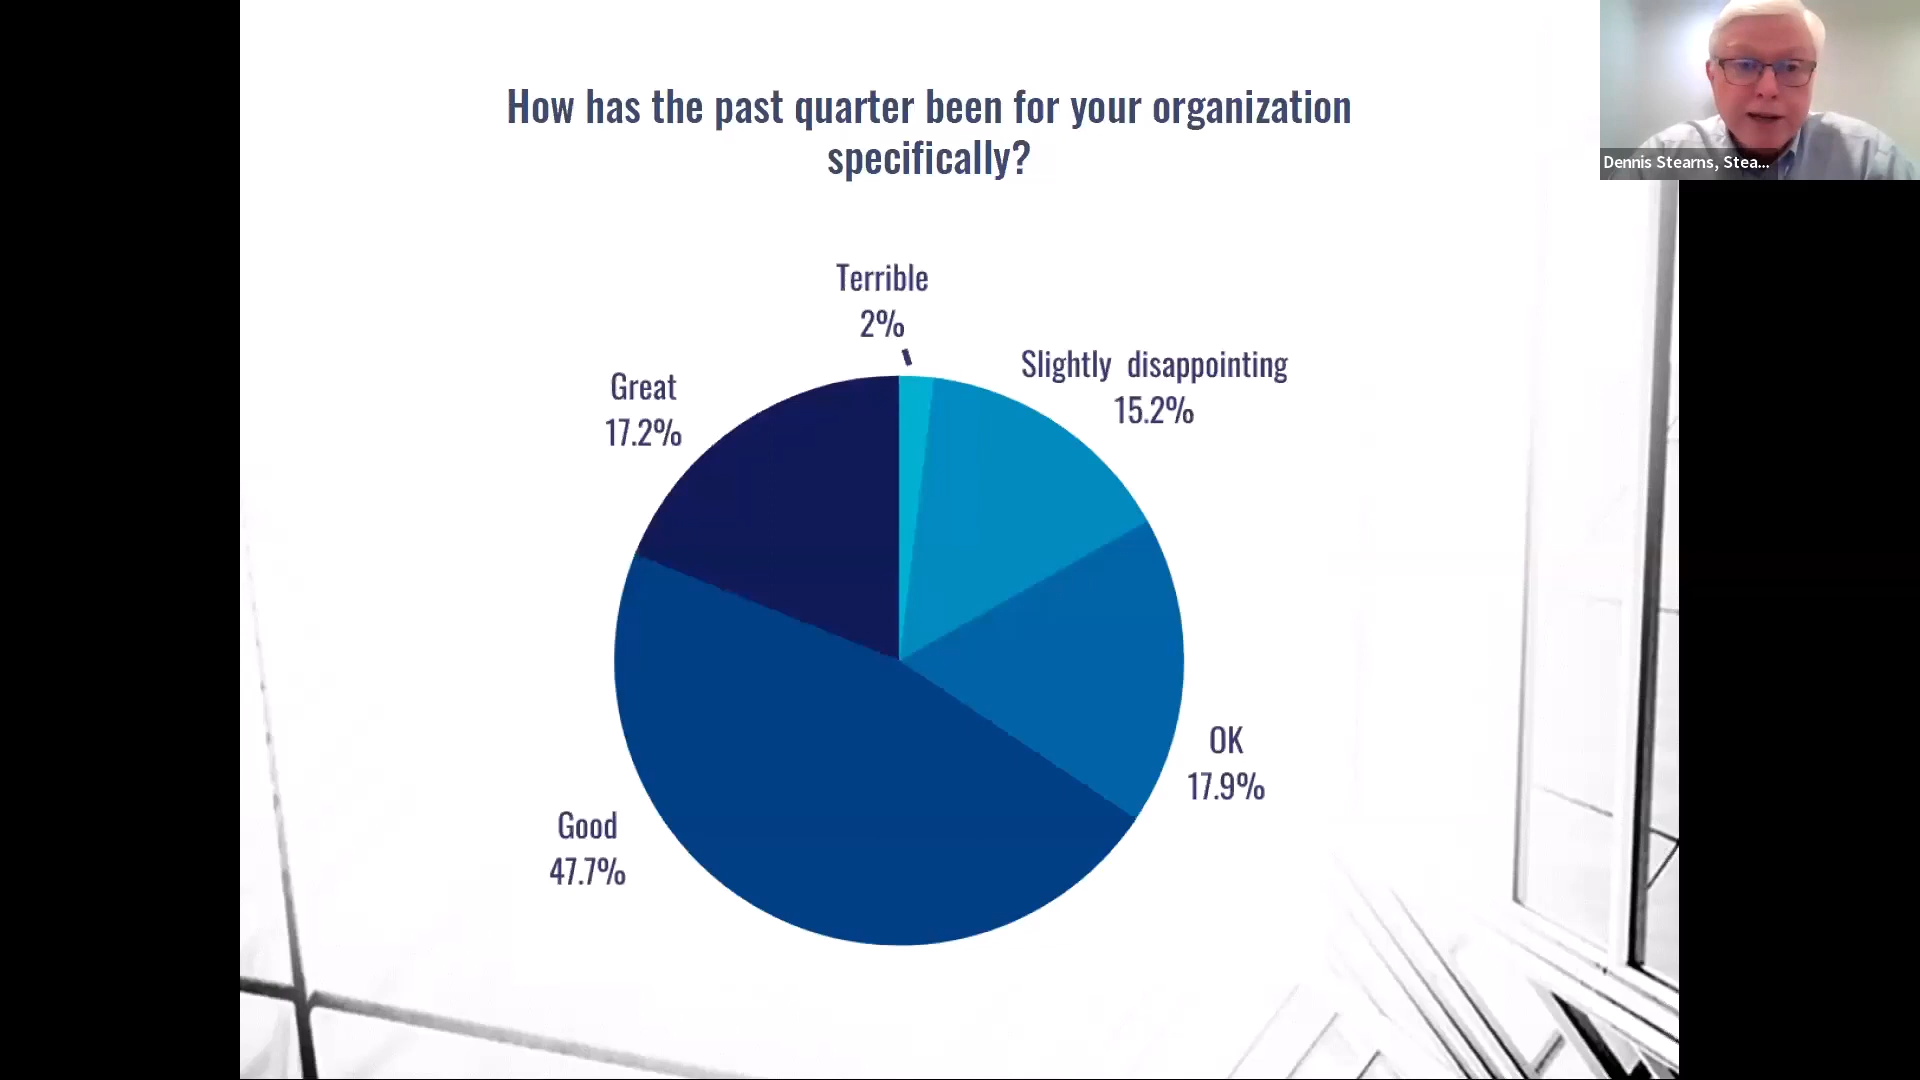 How has the past quarter been for your organization
specifically?
Terrible
2%
Slightly disappointing
15.2%
Great
17.2%
OK
17.9%
Good
47.7%
Dennis Stearns, Stea...